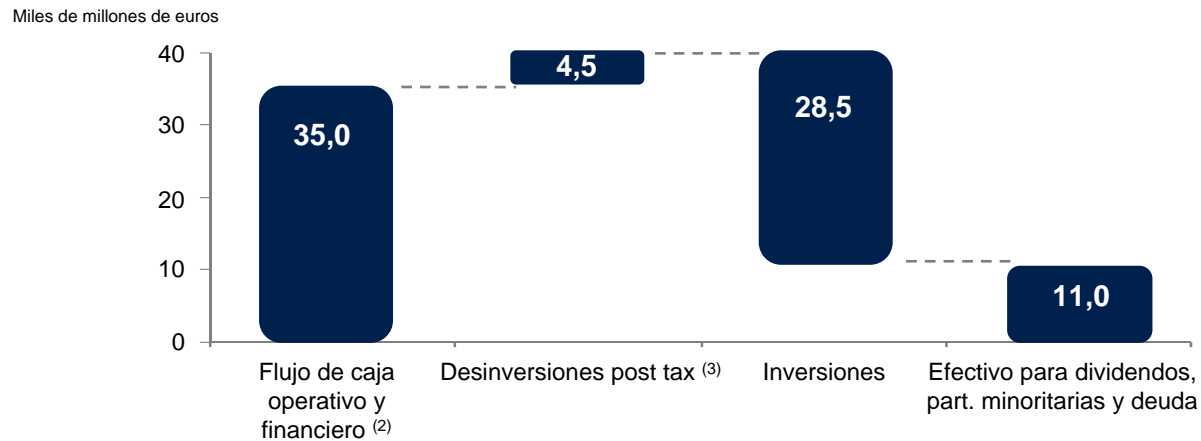 Miles de millones de euros
40
30
20
10
0
35,0
4,5
28,5
11,0
Flujo de caja
operativo y
financiero (2)
Desinversiones post tax (3)
Inversiones
Efectivo para dividendos,
part. minoritarias y deuda